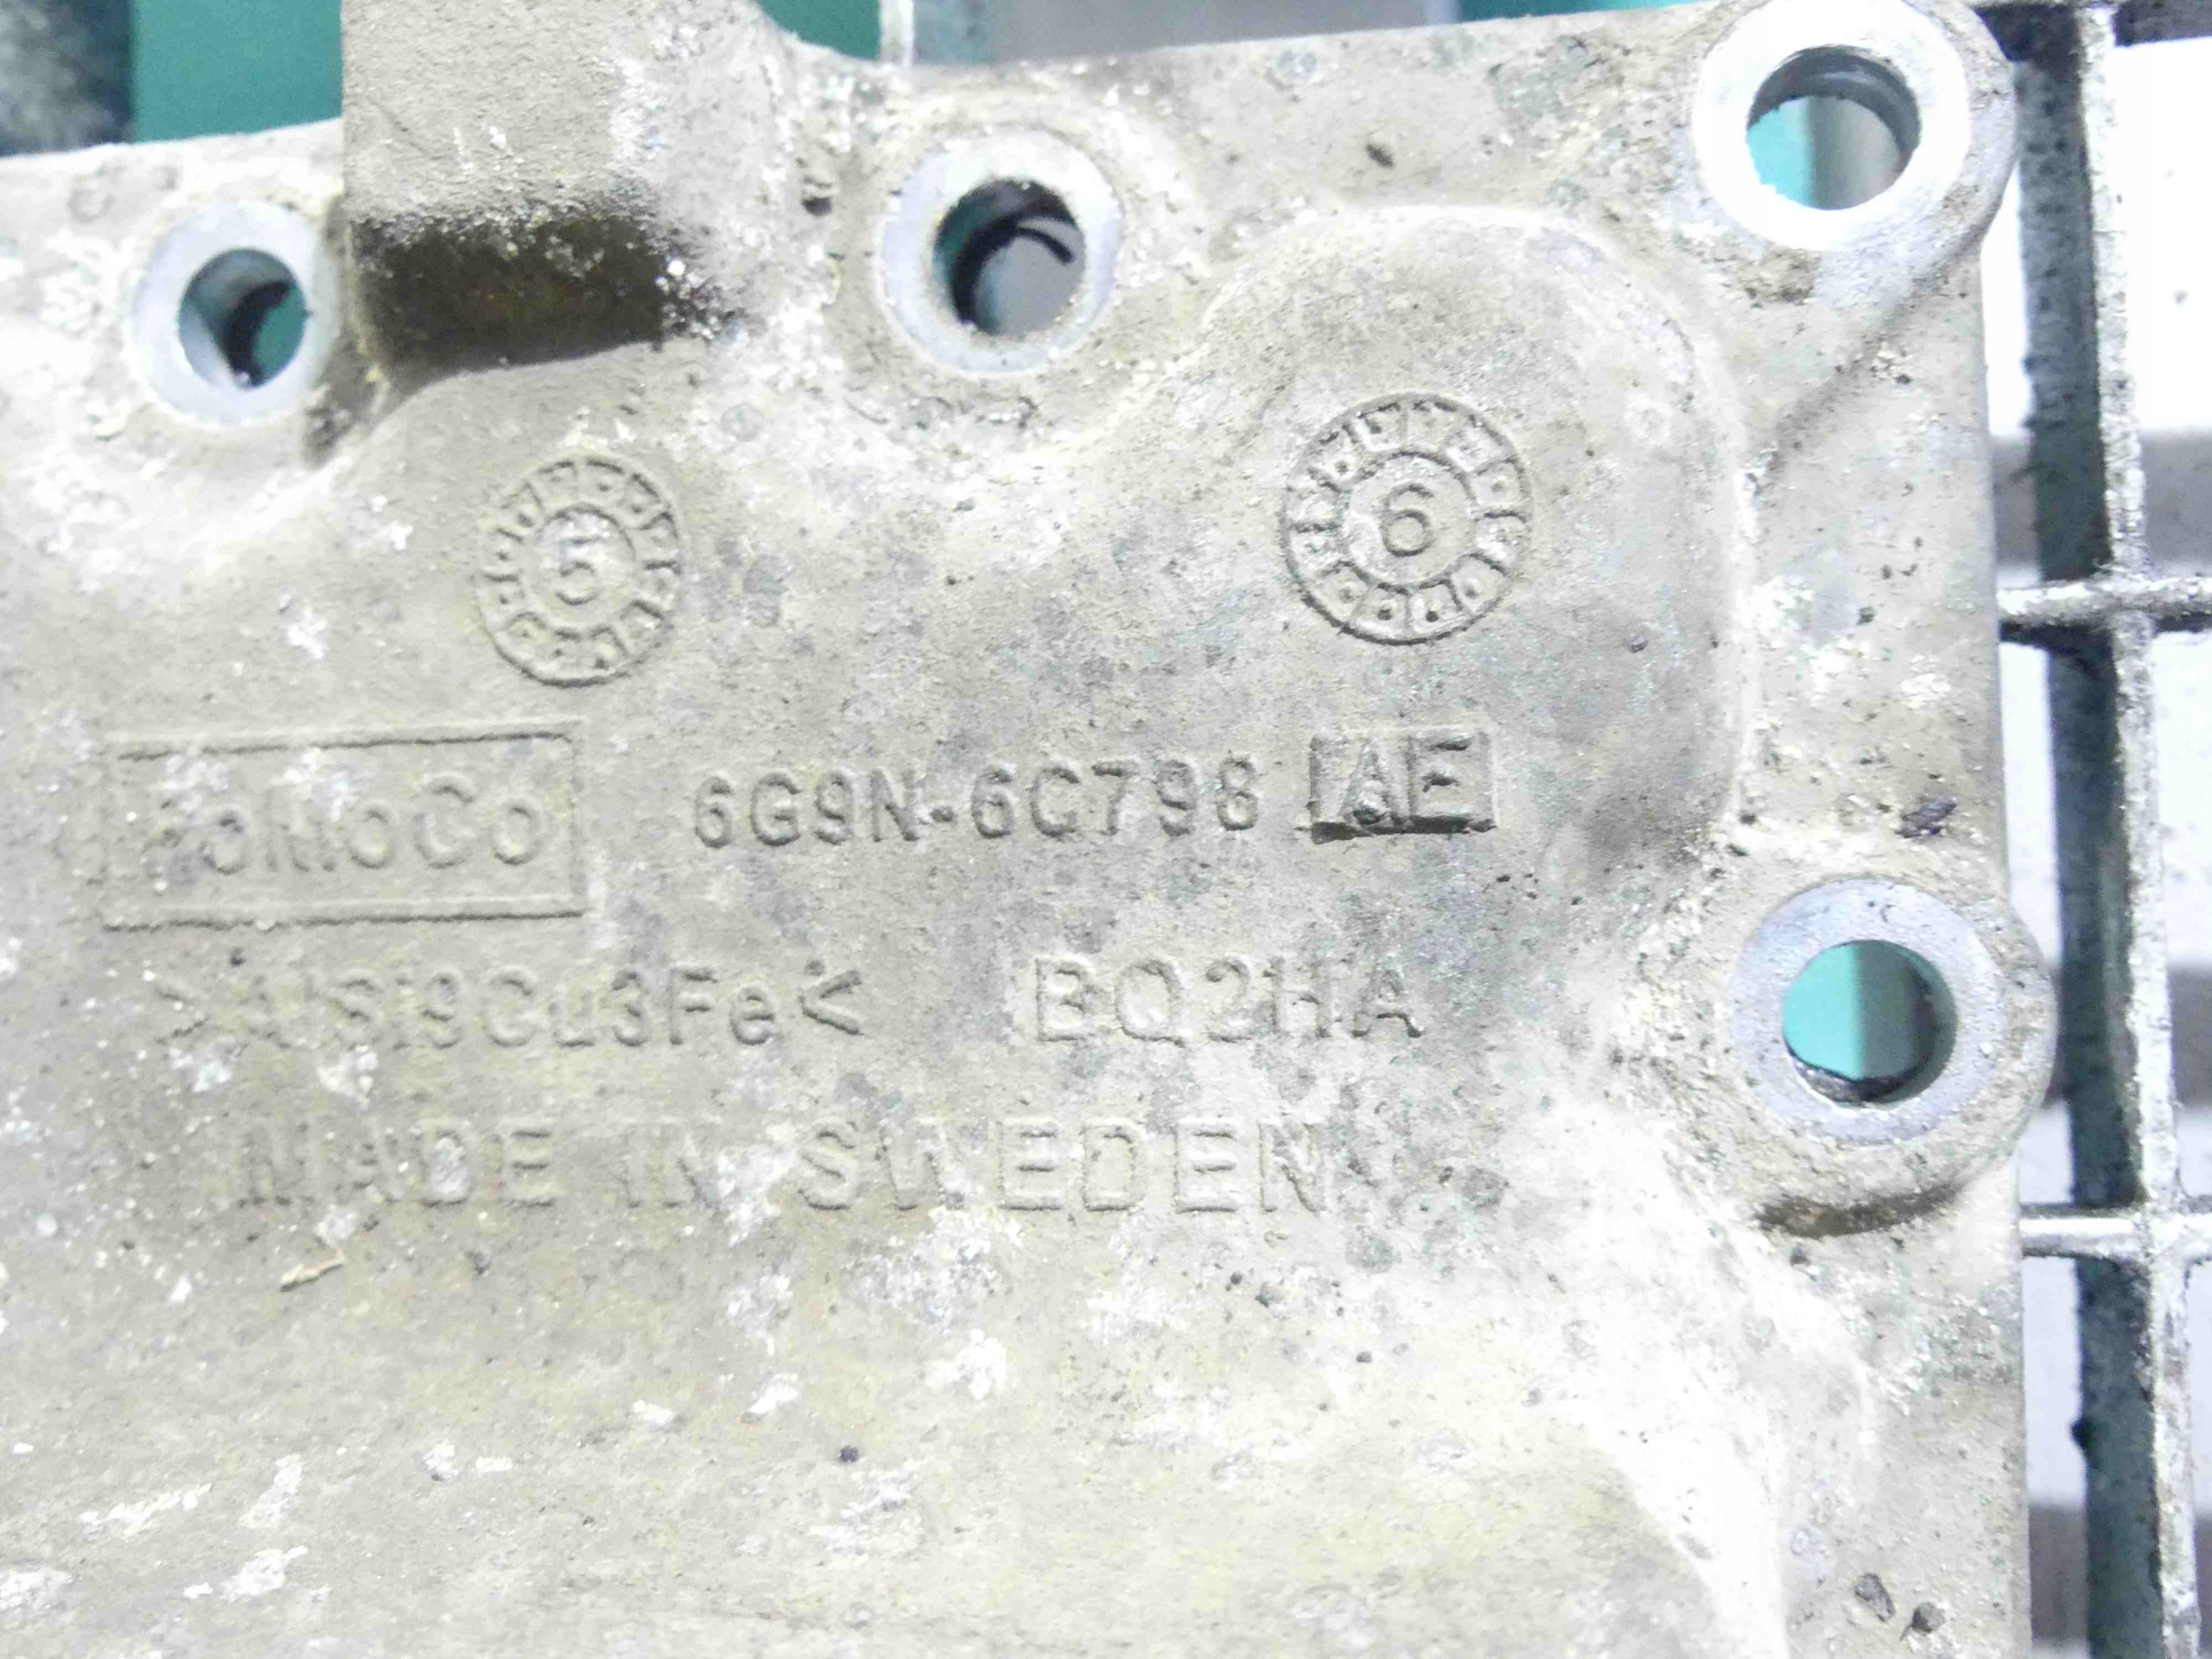 5 6
FoMoCo 6G9N-6C798 AE
>AlSi9Cu3Fe< BQ2HA
MADE IN SWEDEN